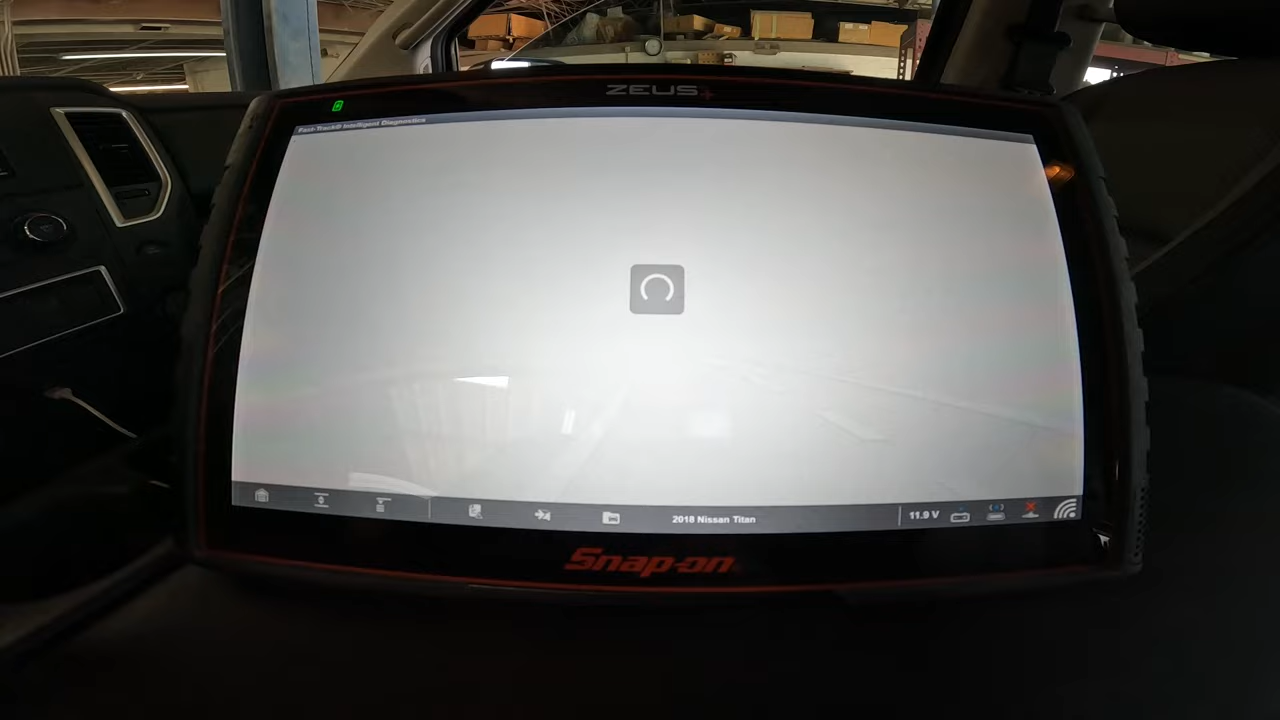 ZEUS+
Fast-Track® Intelligent Diagnostics
2018 Nissan Titan
11.9 V
Snap-on